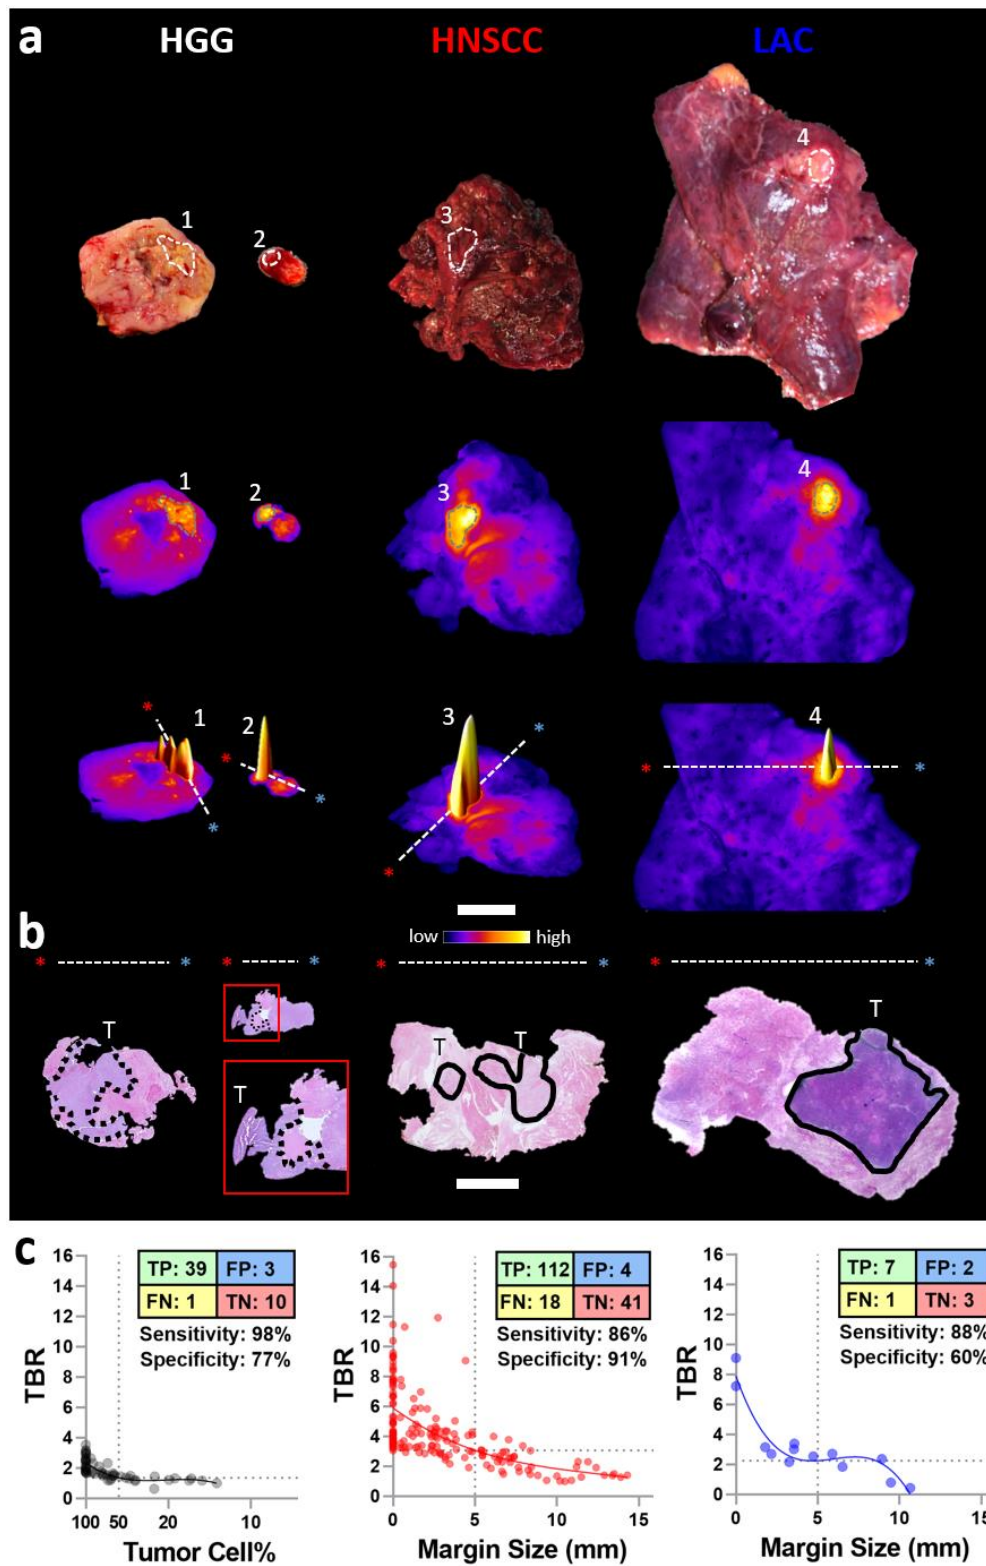 a
HGG HNSCC LAC
1 2 3 4
1 2 3 4
* 1 * 2 * * 3 * * 4 * *
b
low high
* * * * * * * *
T T T T T
c
16 14 12 10 8 6 4 2 0
TBR
TP: 39 FP: 3
FN: 1 TN: 10
Sensitivity: 98%
Specificity: 77%
100 50 20 10
Tumor Cell%
16 14 12 10 8 6 4 2 0
TBR
TP: 112 FP: 4
FN: 18 TN: 41
Sensitivity: 86%
Specificity: 91%
0 5 10 15
Margin Size (mm)
16 14 12 10 8 6 4 2 0
TBR
TP: 7 FP: 2
FN: 1 TN: 3
Sensitivity: 88%
Specificity: 60%
0 5 10 15
Margin Size (mm)